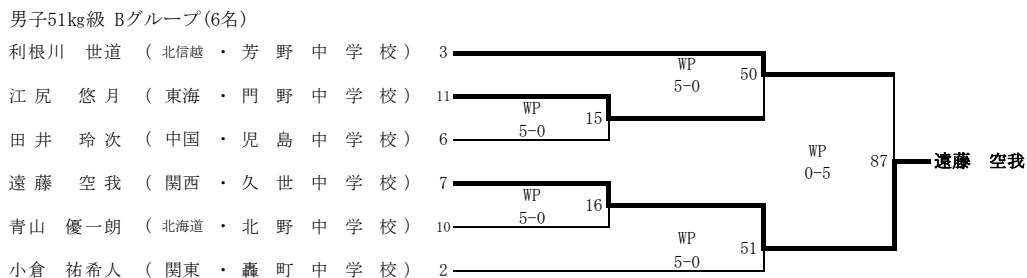 男子51kg級 Bグループ(6名)
利根川 世道 ( 北信越 ・ 芳 野 中 学 校 ) 3
WP
5-0
50
江尻 悠月 ( 東海 ・ 門 野 中 学 校 ) 11
WP
5-0
15
田井 玲次 ( 中国 ・ 児 島 中 学 校 ) 6
WP
0-5
87
遠藤 空我
遠藤 空我 ( 関西 ・ 久 世 中 学 校 ) 7
WP
5-0
16
青山 優一朗 ( 北海道 ・ 北 野 中 学 校 ) 10
WP
5-0
51
小倉 祐希人 ( 関東 ・ 轟 町 中 学 校 ) 2